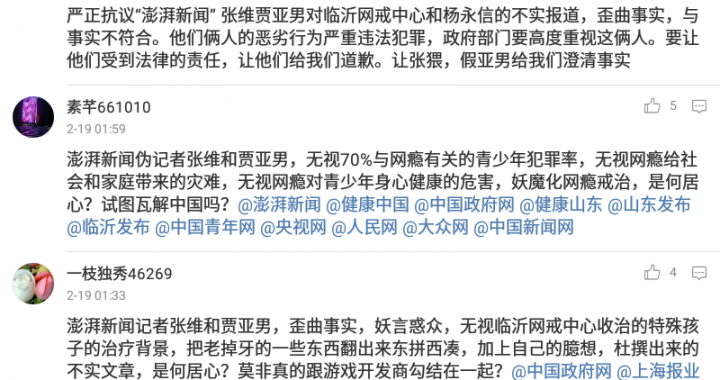 严正抗议“澎湃新闻” 张维贾亚男对临沂网戒中心和杨永信的不实报道，歪曲事实，与
事实不符合。他们俩人的恶劣行为严重违法犯罪，政府部门要高度重视这俩人。要让
他们受到法律的责任，让他们给我们道歉。让张猥，假亚男给我们澄清事实
素芊661010
5
2-19 01:59
澎湃新闻伪记者张维和贾亚男，无视70%与网瘾有关的青少年犯罪率，无视网瘾给社
会和家庭带来的灾难，无视网瘾对青少年身心健康的危害，妖魔化网瘾戒治，是何居
心？试图瓦解中国吗？@澎湃新闻 @健康中国 @中国政府网 @健康山东 @山东发布
@临沂发布 @中国青年网 @央视网 @人民网 @大众网 @中国新闻网
一枝独秀46269
4
2-19 01:33
澎湃新闻记者张维和贾亚男，歪曲事实，妖言惑众，无视临沂网戒中心收治的特殊孩
子的治疗背景，把老掉牙的一些东西翻出来东拼西凑，加上自己的臆想，杜撰出来的
不实文章，是何居心？莫非真的跟游戏开发商勾结在一起？@中国政府网 @上海报业